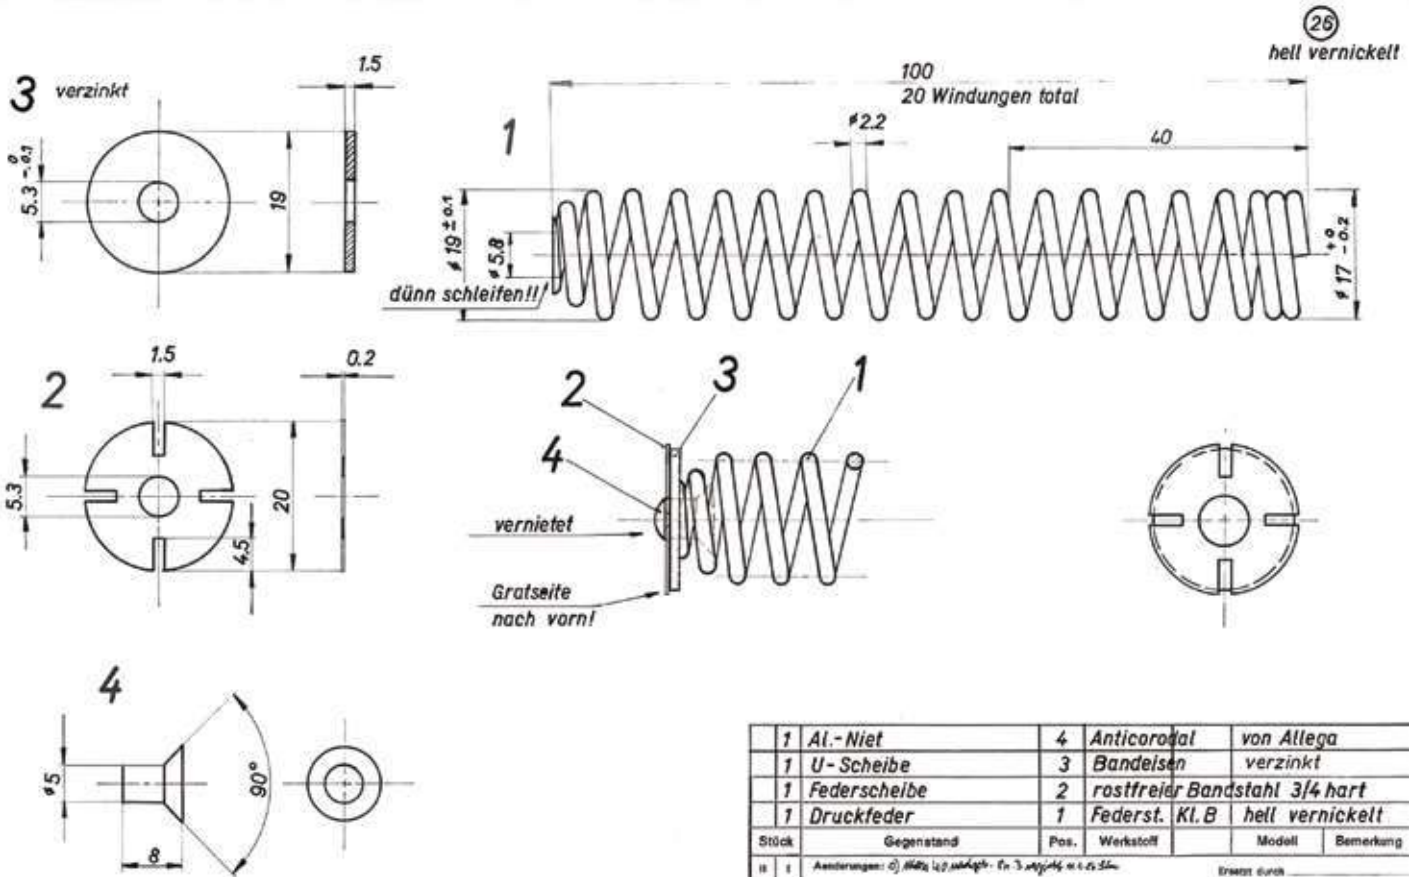 26
hell vernickelt
3 verzinkt
1.5
100
20 Windungen total
1
ø2.2
40
5.3 0 -0.1
19
ø 19 ±0.1
ø 5.8
dünn schleifen!!
ø 17 +0 -0.2
2
1.5
0.2
5.3
20
4.5
2
3
1
4
vernietet
Gratseite
nach vorn!
4
ø5
90°
8
1 Al.-Niet 4 Anticorodal von Allega
1 U-Scheibe 3 Bandeisen verzinkt
1 Federscheibe 2 rostfreier Bandstahl 3/4 hart
1 Druckfeder 1 Federst. Kl.B hell vernickelt
Stück Gegenstand Pos. Werkstoff Modell Bemerkung
Aenderungen: Ersetzt durch